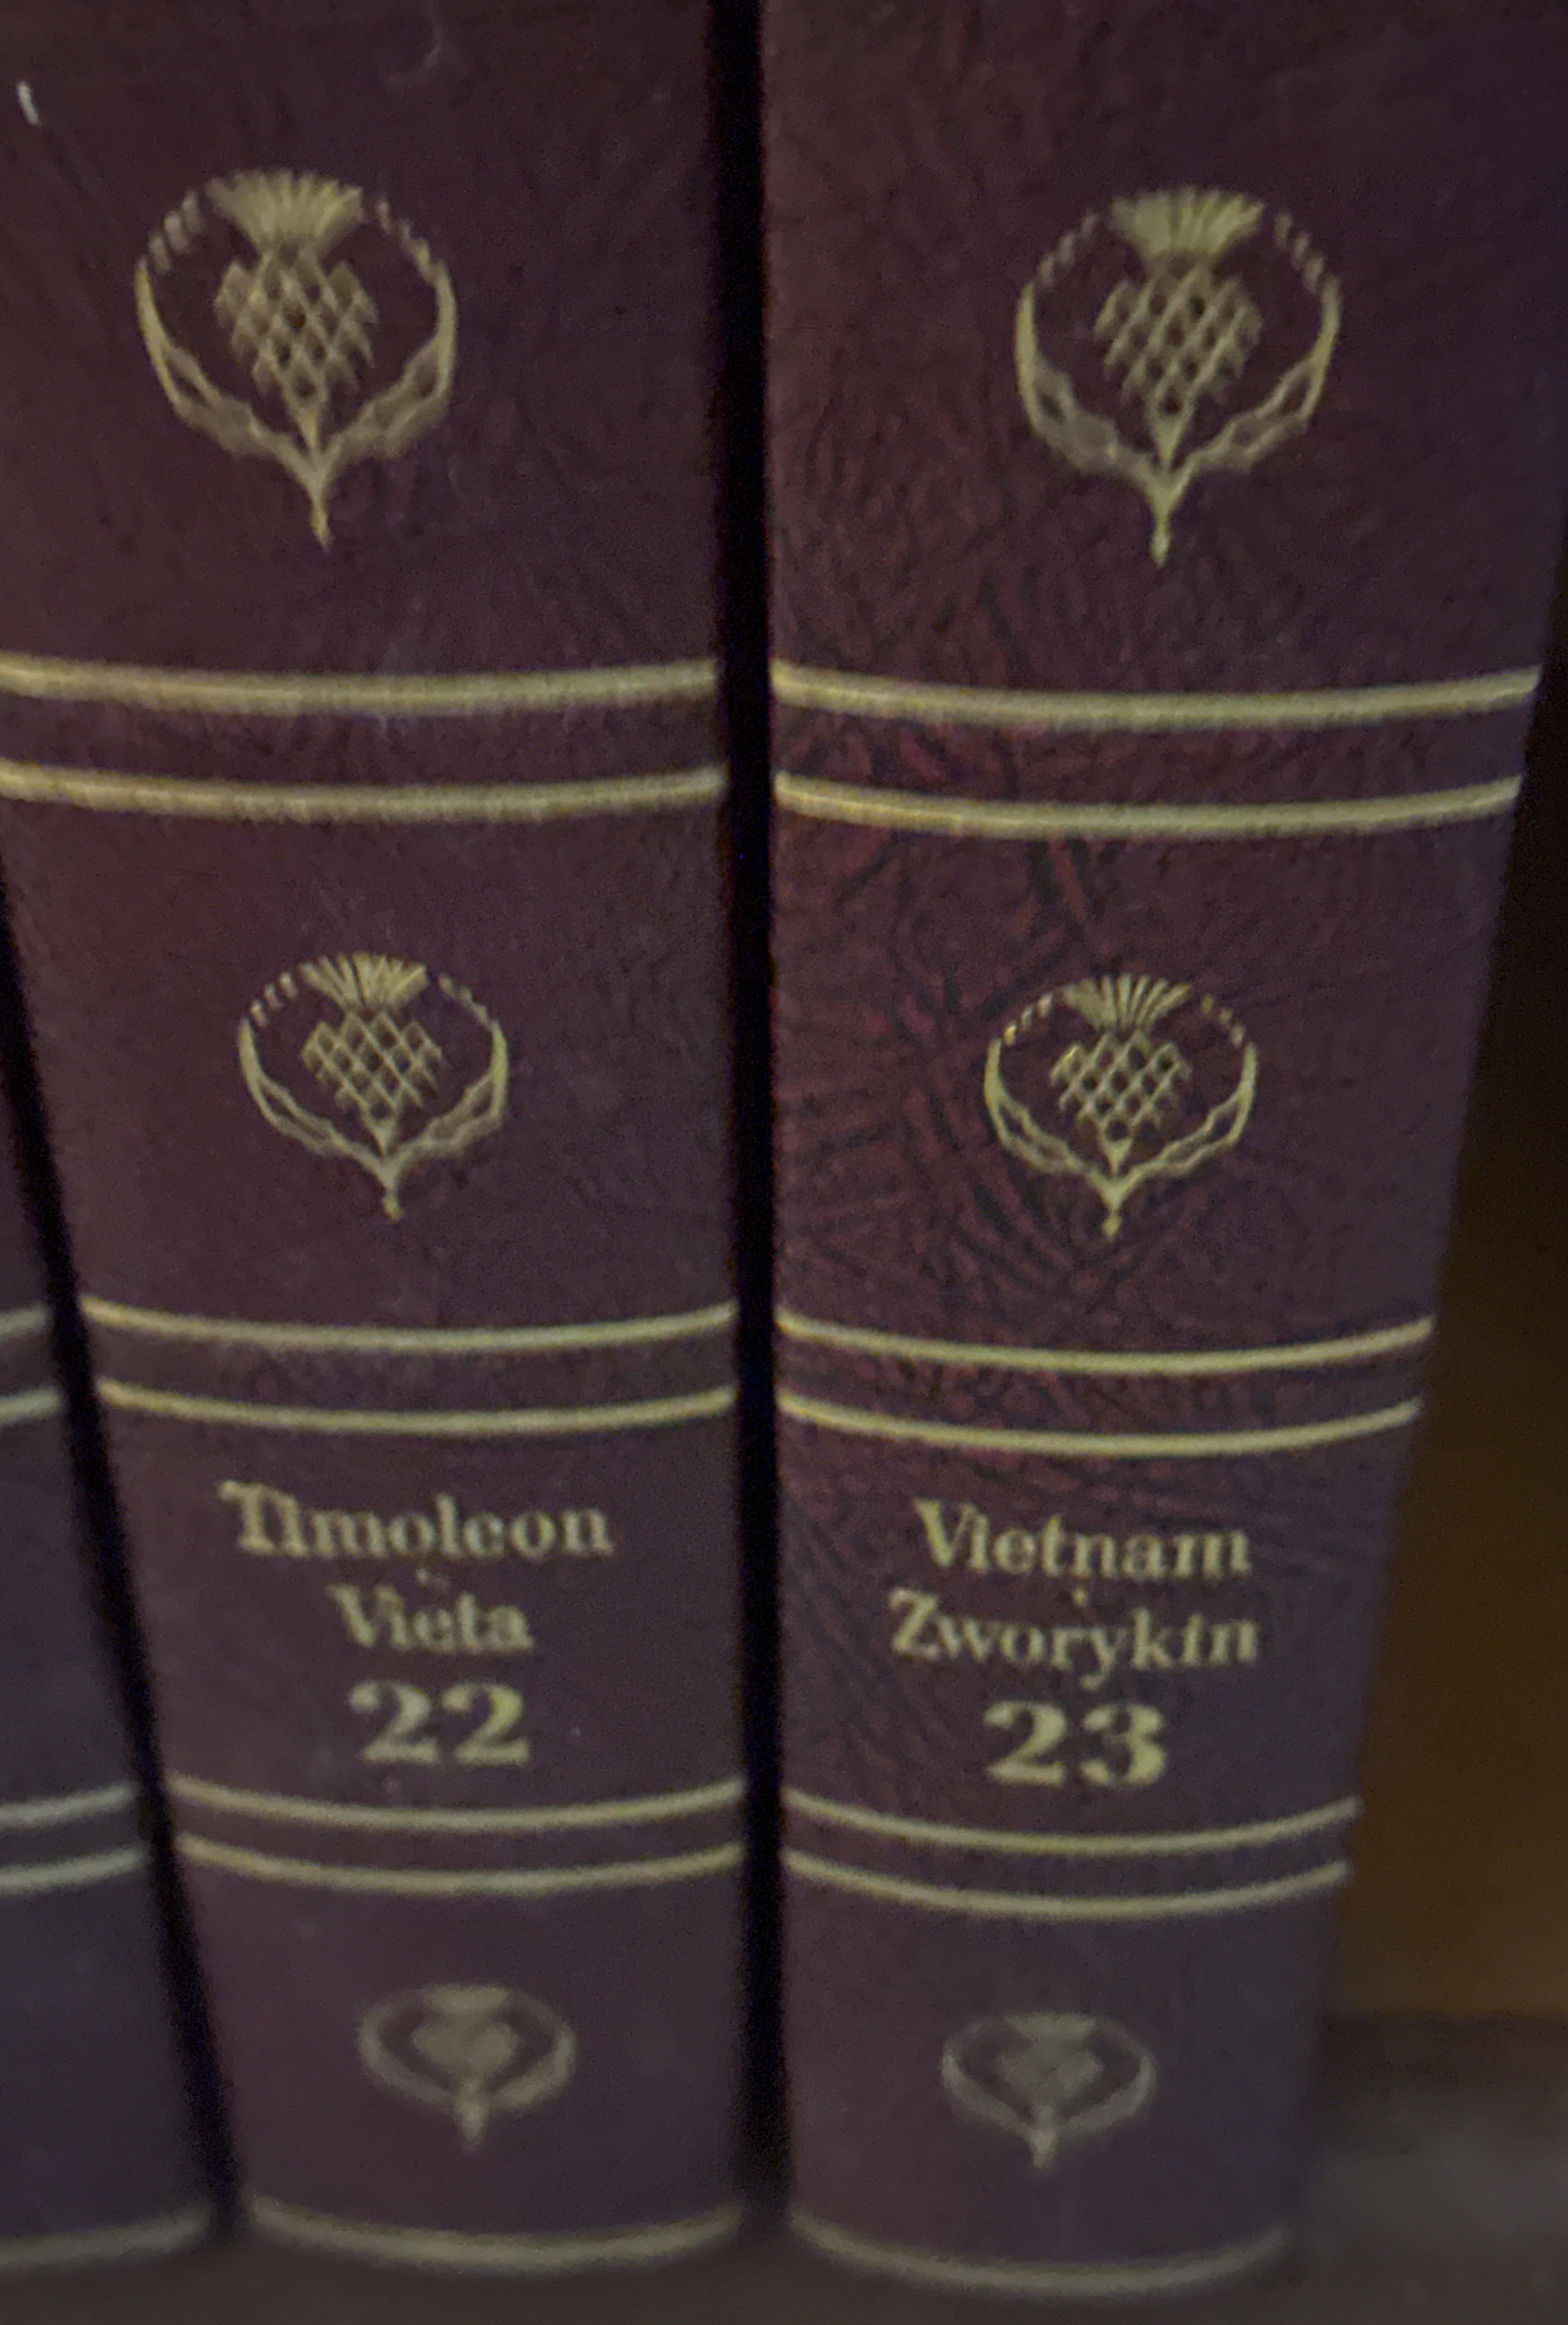 Timoleon
Vieta
22
Vietnam
Zworykin
23